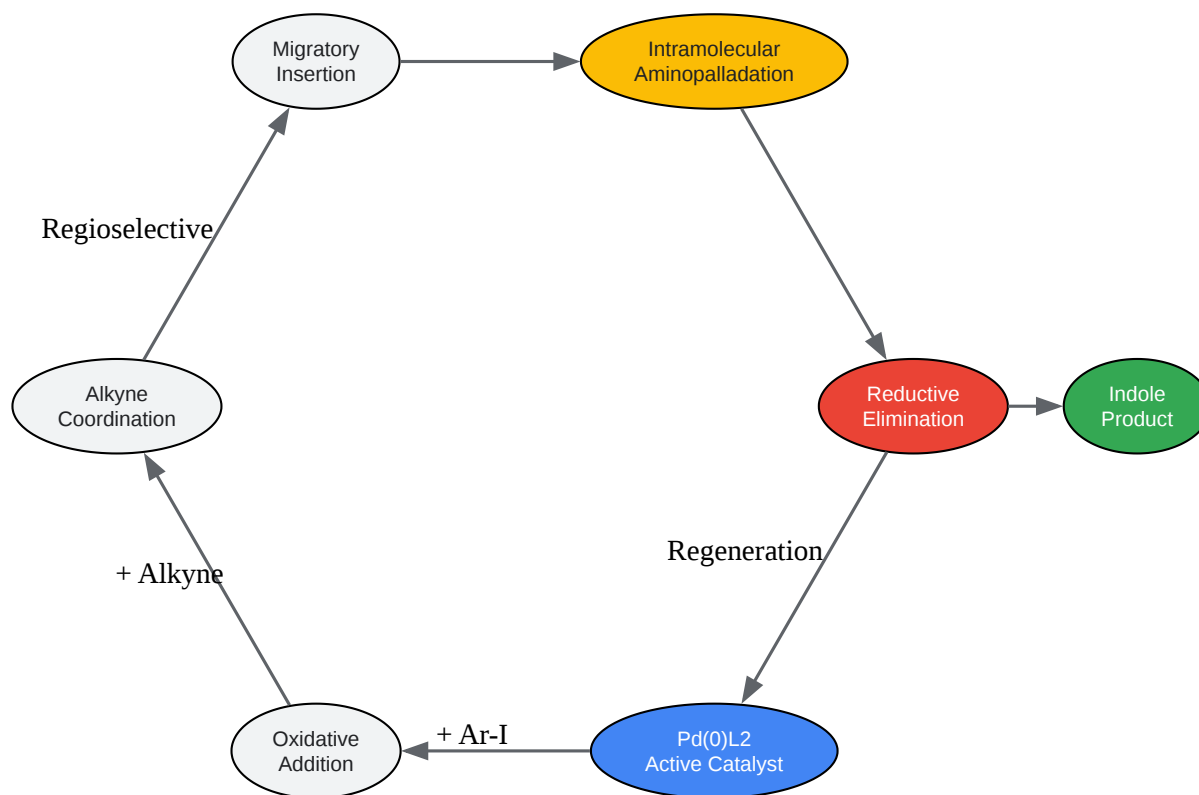 Migratory
Insertion
Intramolecular
Aminopalladation
Regioselective
Alkyne
Coordination
Reductive
Elimination
Indole
Product
Regeneration
+ Alkyne
Oxidative
Addition
+ Ar-I
Pd(0)L2
Active Catalyst